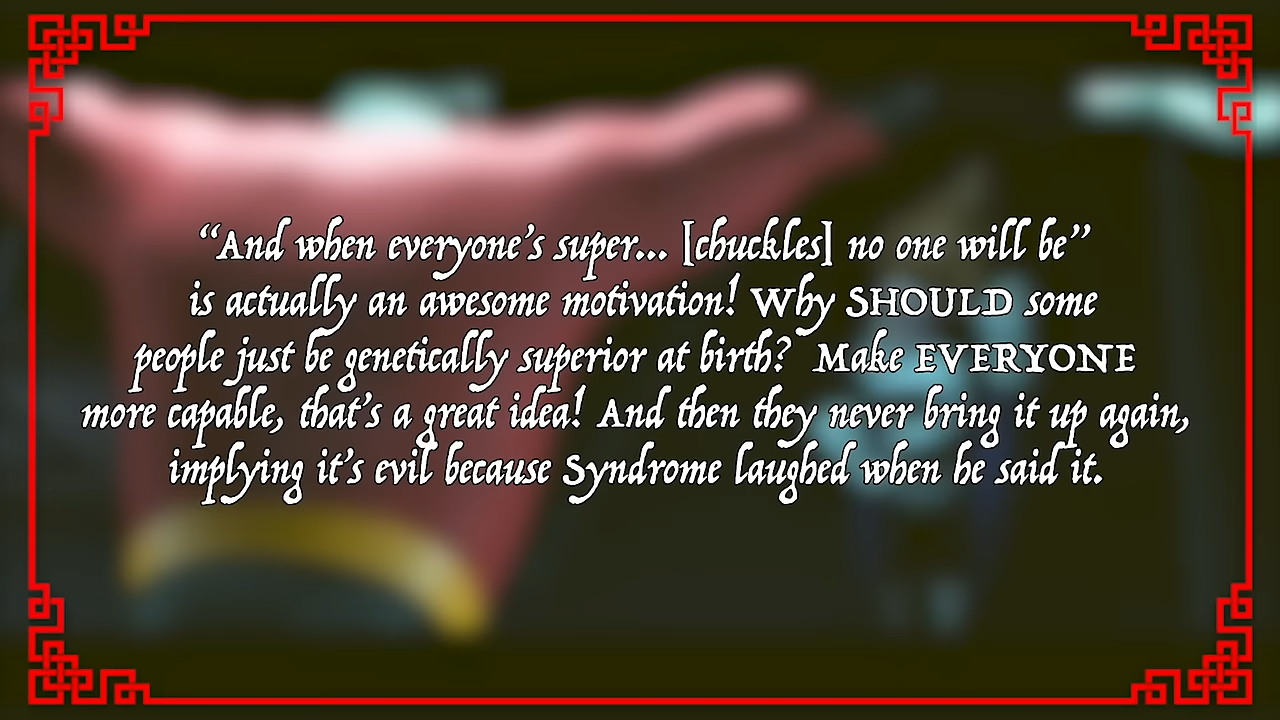 “And when everyone’s super... [chuckles] no one will be”
is actually an awesome motivation! Why SHOULD some
people just be genetically superior at birth?  Make EVERYONE
more capable, that’s a great idea! And then they never bring it up again,
implying it’s evil because Syndrome laughed when he said it.